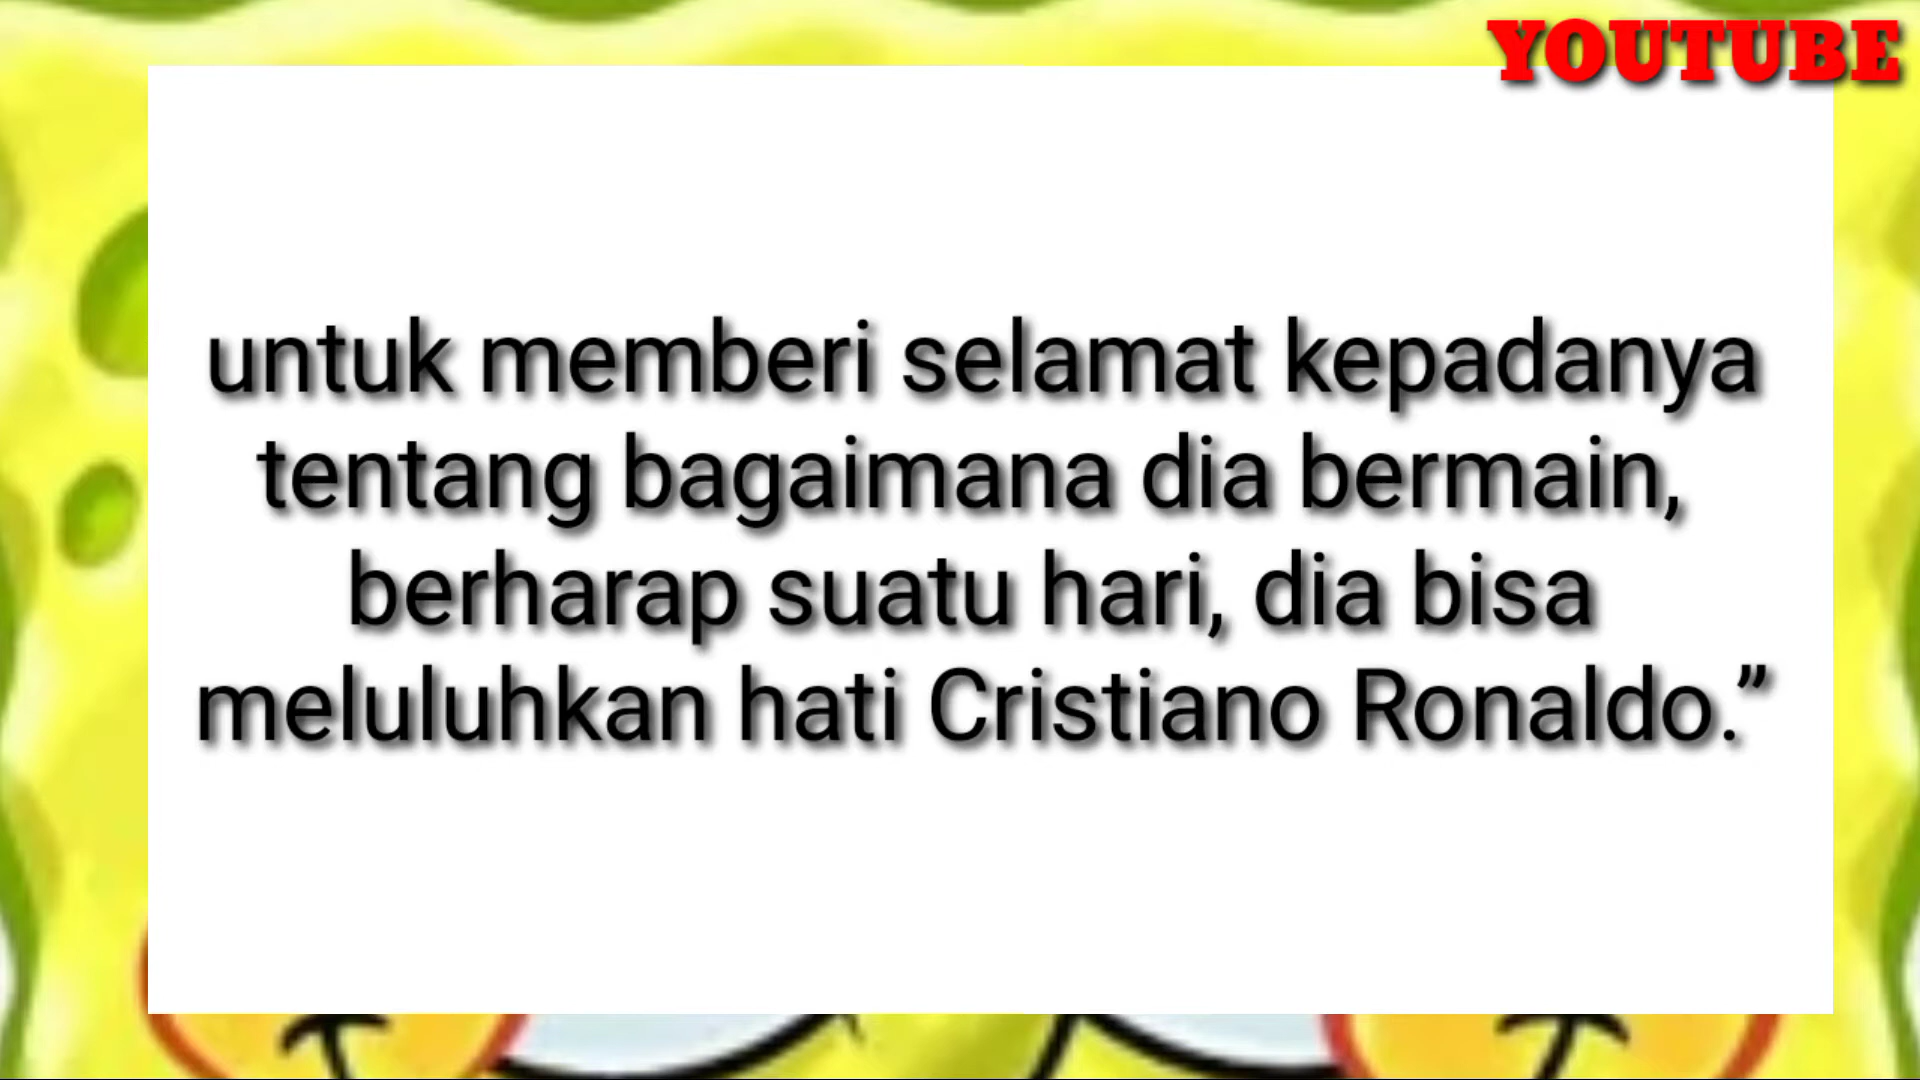 YOUTUBE
untuk memberi selamat kepadanya
tentang bagaimana dia bermain,
berharap suatu hari, dia bisa
meluluhkan hati Cristiano Ronaldo.”